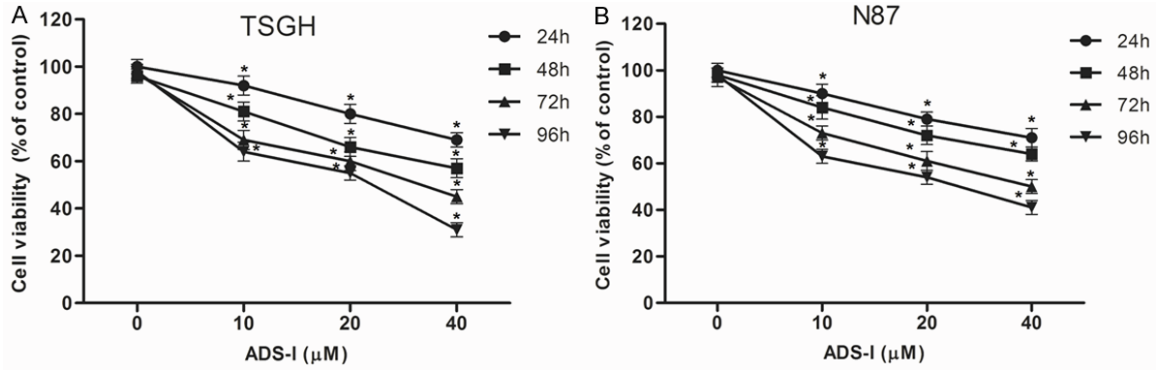 A
TSGH
120
100
80
60
40
20
0
Cell viability (% of control)
0 10 20 40
ADS-I (μM)
24h
48h
72h
96h
* * *
* * *
* * *
* * *
B
N87
120
100
80
60
40
20
0
Cell viability (% of control)
0 10 20 40
ADS-I (μM)
24h
48h
72h
96h
* * *
* * *
* * *
* * *